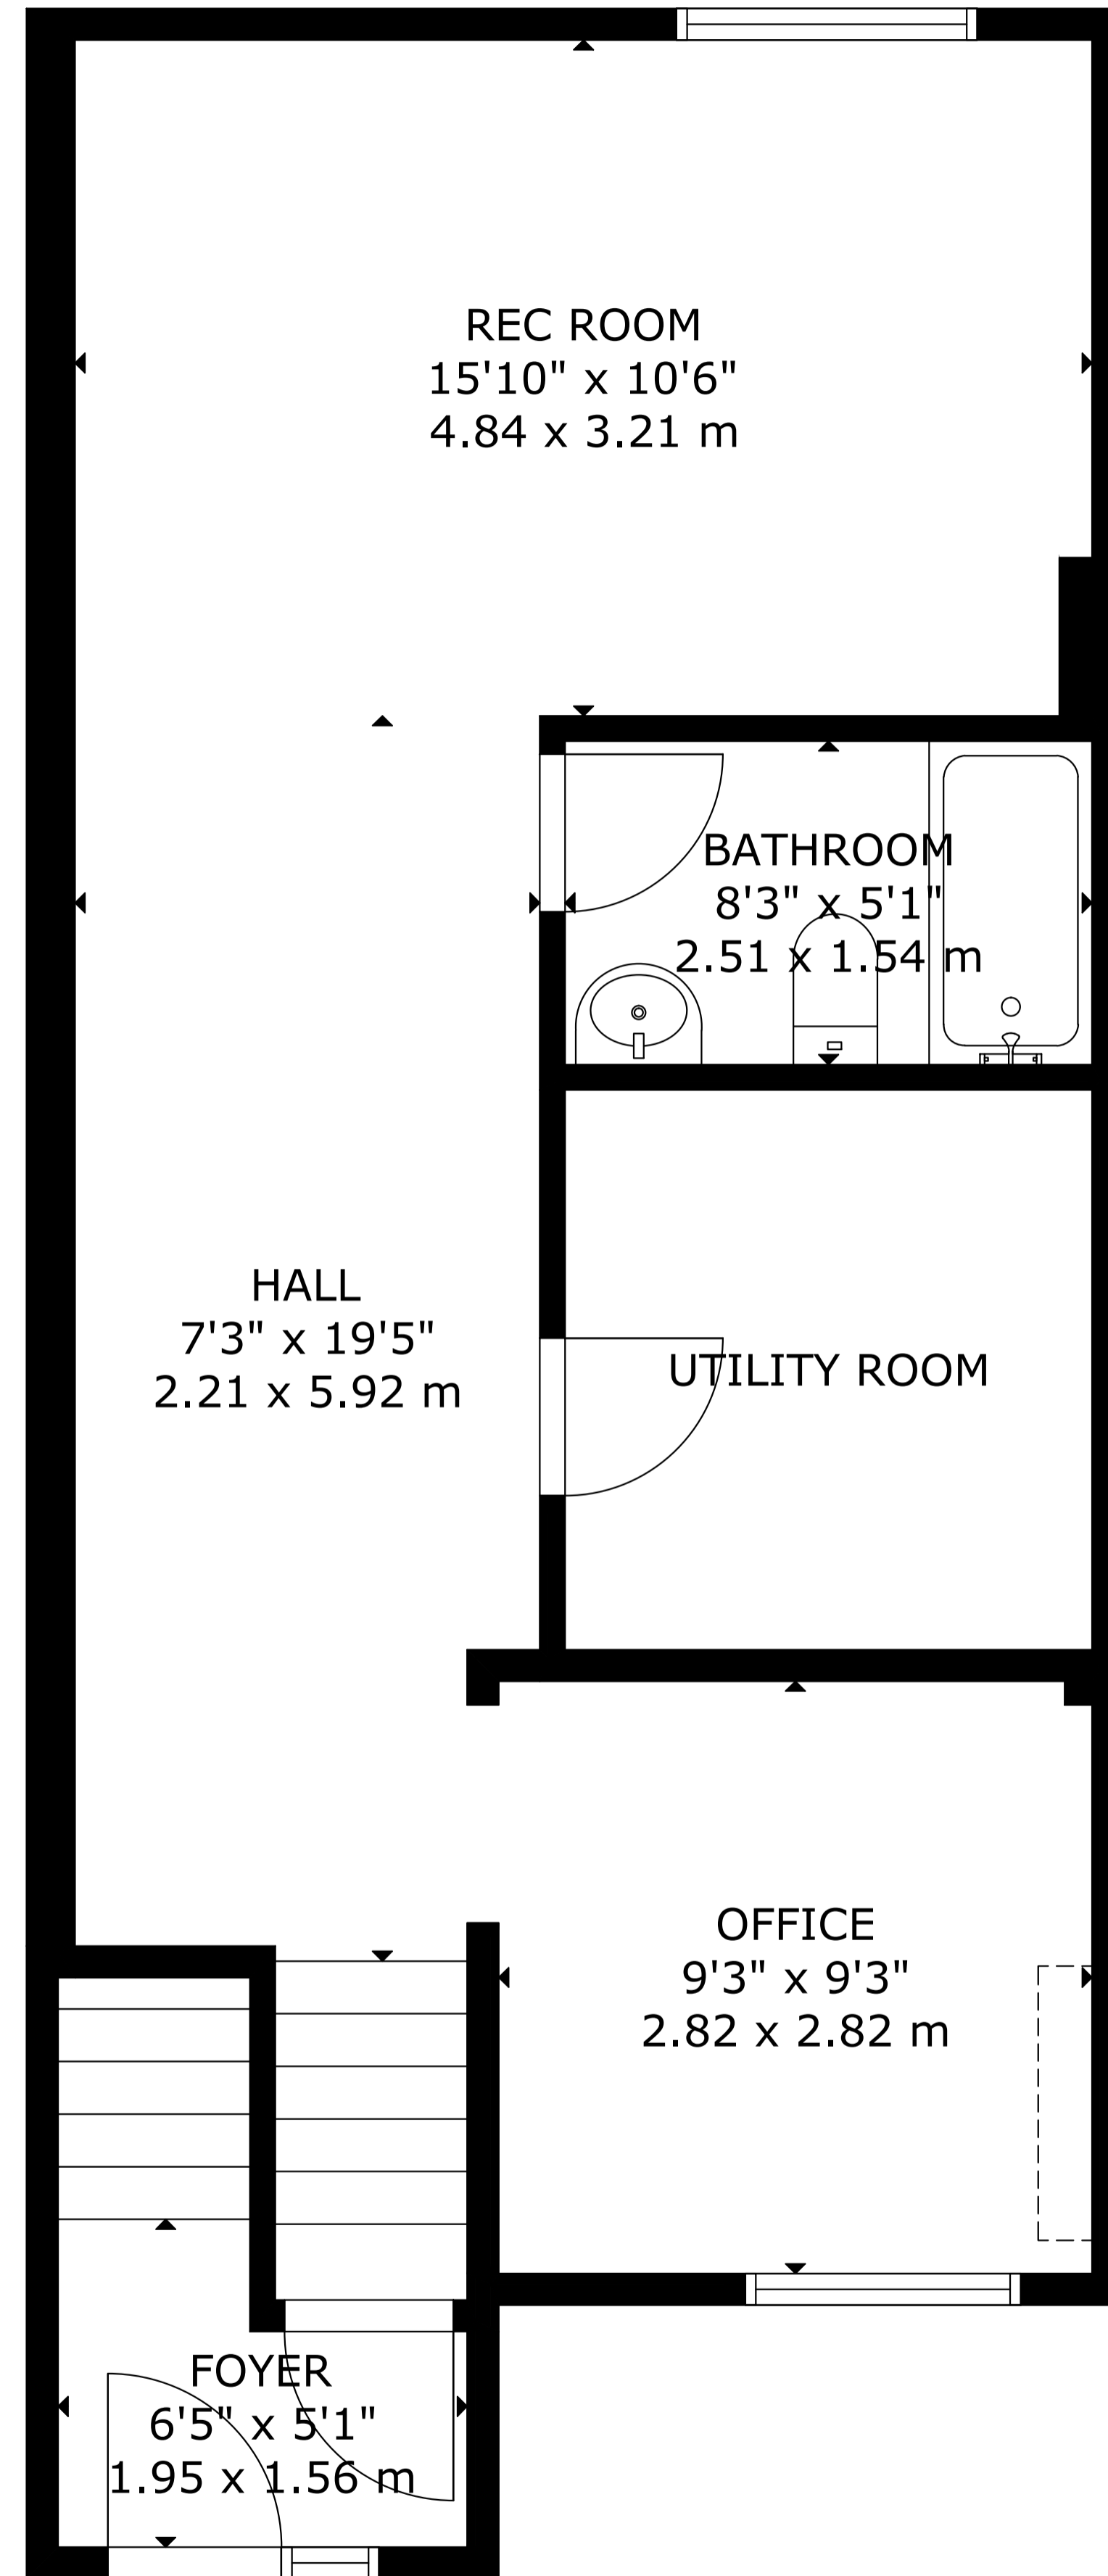 REC ROOM
15'10" x 10'6"
4.84 x 3.21 m
BATHROOM
8'3" x 5'1"
2.51 x 1.54 m
HALL
7'3" x 19'5"
2.21 x 5.92 m
UTILITY ROOM
OFFICE
9'3" x 9'3"
2.82 x 2.82 m
FOYER
6'5" x 5'1"
1.95 x 1.56 m